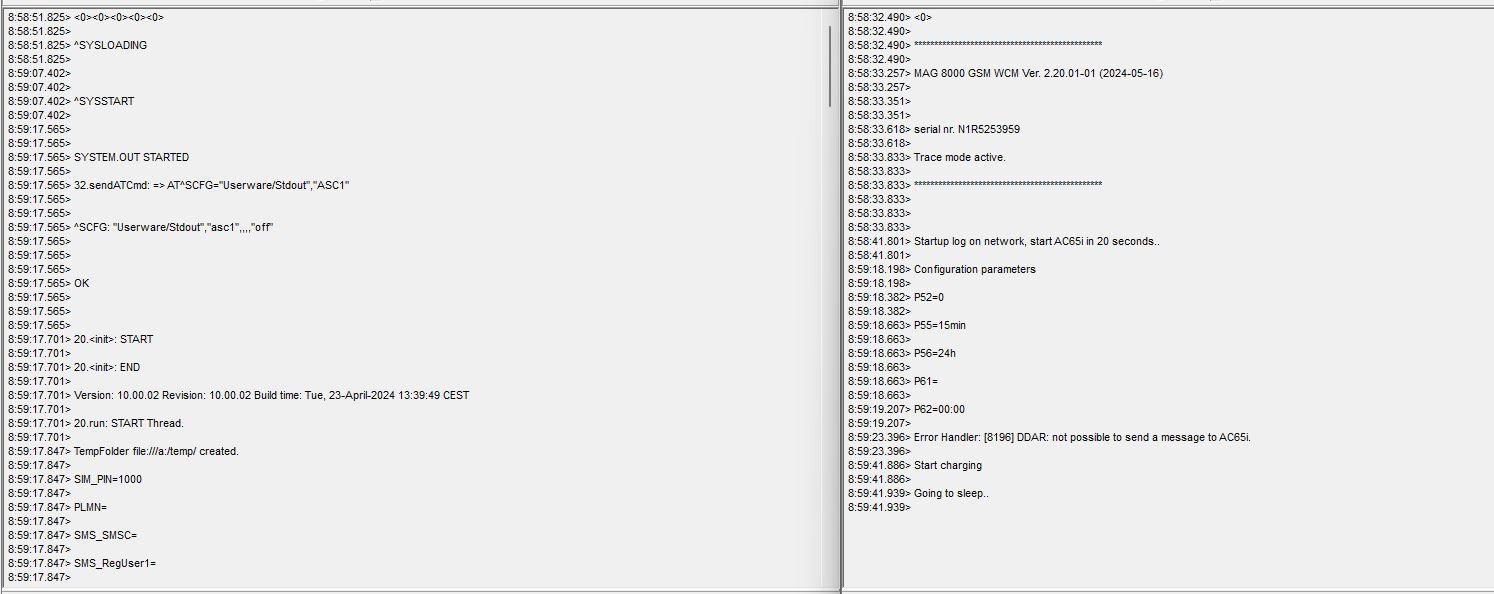 8:58:51.825> <0><0><0><0><0>
8:58:51.825>
8:58:51.825> ^SYSLOADING
8:58:51.825>
8:59:07.402>
8:59:07.402>
8:59:07.402> ^SYSSTART
8:59:07.402>
8:59:17.565>
8:59:17.565>
8:59:17.565> SYSTEM.OUT STARTED
8:59:17.565>
8:59:17.565> 32.sendATCmd: => AT^SCFG="Userware/Stdout","ASC1"
8:59:17.565>
8:59:17.565>
8:59:17.565> ^SCFG: "Userware/Stdout","asc1",,,,"off"
8:59:17.565>
8:59:17.565>
8:59:17.565>
8:59:17.565> OK
8:59:17.565>
8:59:17.565>
8:59:17.565>
8:59:17.701> 20.<init>: START
8:59:17.701>
8:59:17.701> 20.<init>: END
8:59:17.701>
8:59:17.701> Version: 10.00.02 Revision: 10.00.02 Build time: Tue, 23-April-2024 13:39:49 CEST
8:59:17.701>
8:59:17.701> 20.run: START Thread.
8:59:17.701>
8:59:17.847> TempFolder file:///a:/temp/ created.
8:59:17.847>
8:59:17.847> SIM_PIN=1000
8:59:17.847>
8:59:17.847> PLMN=
8:59:17.847>
8:59:17.847> SMS_SMSC=
8:59:17.847>
8:59:17.847> SMS_RegUser1=
8:59:17.847>
8:58:32.490> <0>
8:58:32.490>
8:58:32.490> ***********************************************
8:58:32.490>
8:58:33.257> MAG 8000 GSM WCM Ver. 2.20.01-01 (2024-05-16)
8:58:33.257>
8:58:33.351>
8:58:33.351>
8:58:33.618> serial nr. N1R5253959
8:58:33.618>
8:58:33.833> Trace mode active.
8:58:33.833>
8:58:33.833> ***********************************************
8:58:33.833>
8:58:33.833>
8:58:33.833>
8:58:41.801> Startup log on network, start AC65i in 20 seconds..
8:58:41.801>
8:59:18.198> Configuration parameters
8:59:18.198>
8:59:18.382> P52=0
8:59:18.382>
8:59:18.663> P55=15min
8:59:18.663>
8:59:18.663> P56=24h
8:59:18.663>
8:59:18.663> P61=
8:59:18.663>
8:59:19.207> P62=00:00
8:59:19.207>
8:59:23.396> Error Handler: [8196] DDAR: not possible to send a message to AC65i.
8:59:23.396>
8:59:41.886> Start charging
8:59:41.886>
8:59:41.939> Going to sleep..
8:59:41.939>